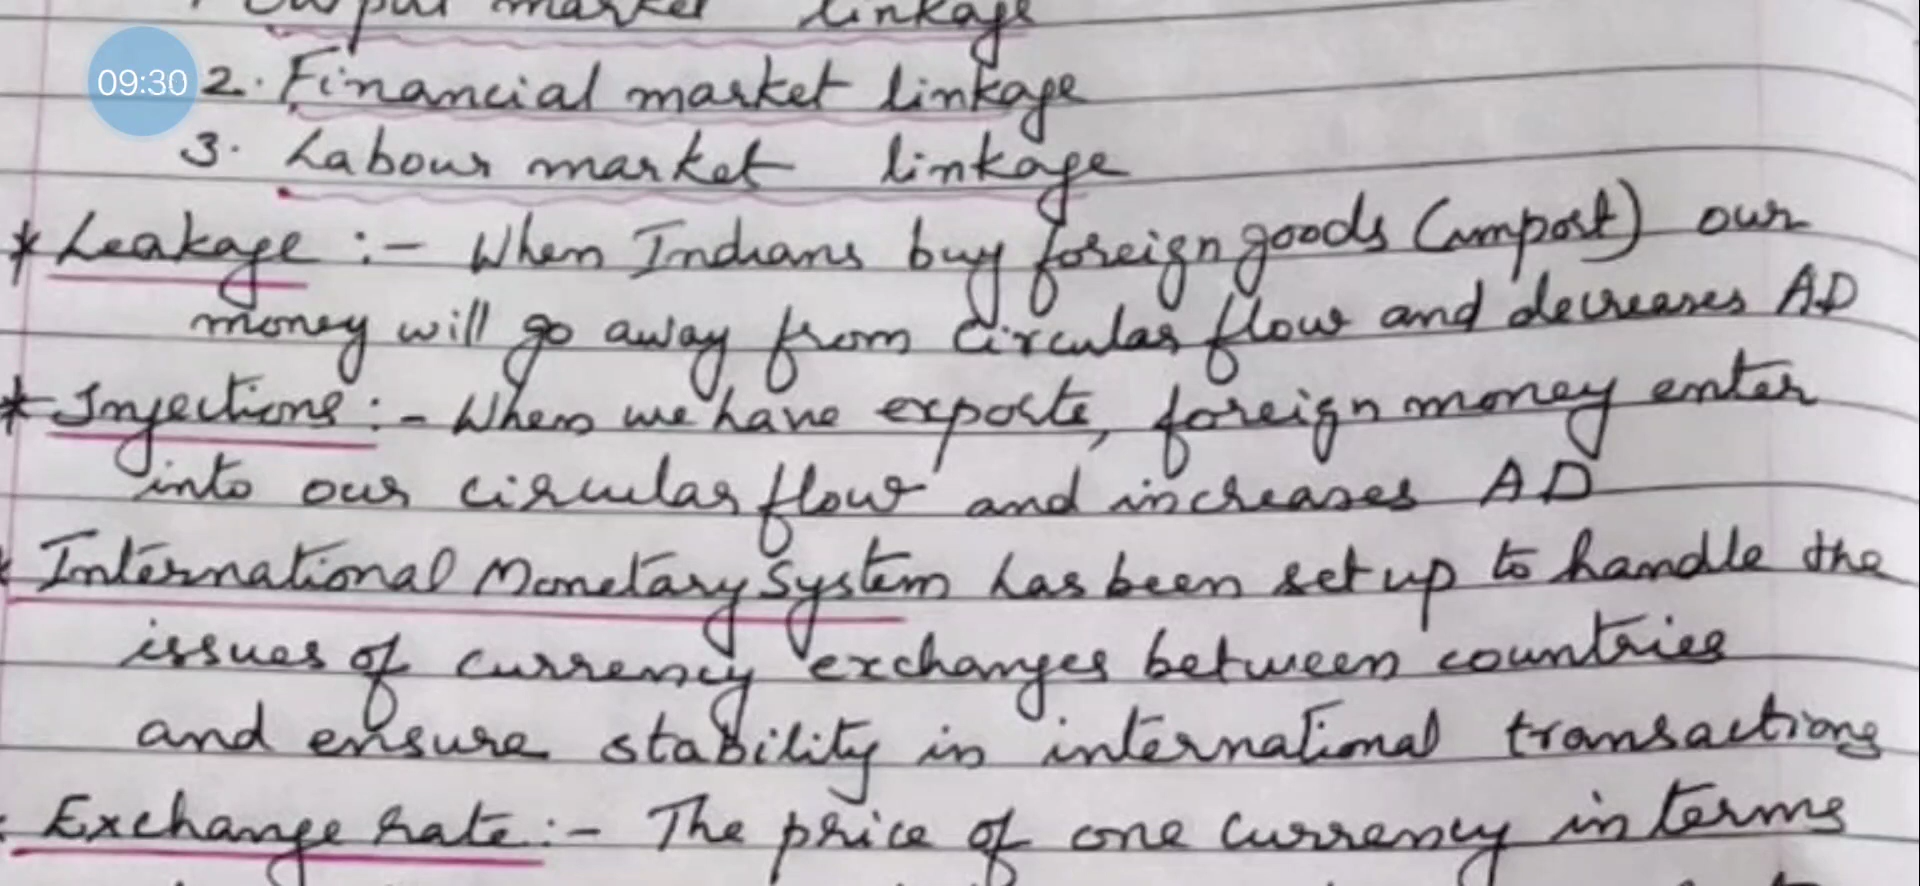 Output market linkage
09:30
2. Financial market linkage
3. Labour market linkage
* Leakage :- When Indians buy foreign goods (import) our
money will go away from circular flow and decreases AD
* Injections :- When we have exports, foreign money enter
into our circular flow and increases AD
International Monetary System has been set up to handle the
issues of currency exchanges between countries
and ensure stability in international transactions
Exchange rate :- The price of one currency in terms